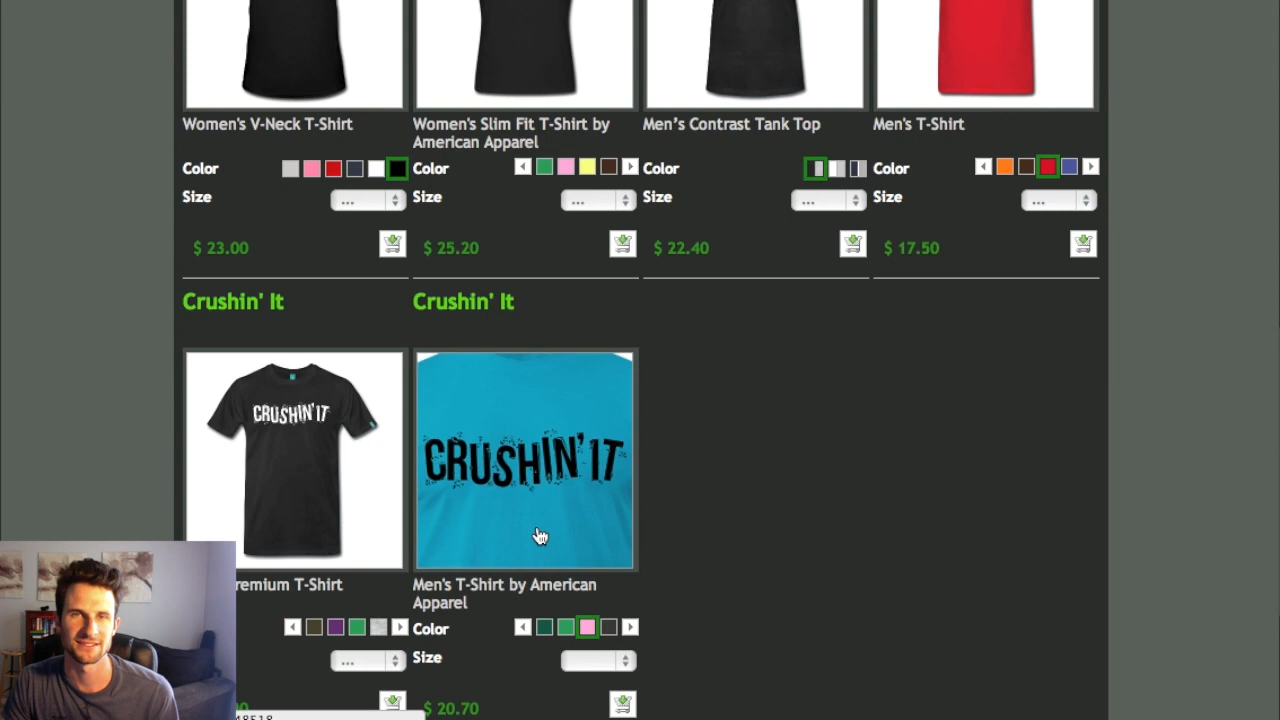 Women's V-Neck T-Shirt
Women's Slim Fit T-Shirt by
American Apparel
Men's Contrast Tank Top
Men's T-Shirt
Color
Color
Color
Color
Size
...
Size
...
Size
...
Size
...
$ 23.00
$ 25.20
$ 22.40
$ 17.50
Crushin' It
Crushin' It
CRUSHIN'IT
CRUSHIN'IT
remium T-Shirt
Men's T-Shirt by American
Apparel
Color
...
Size
$ 20.70